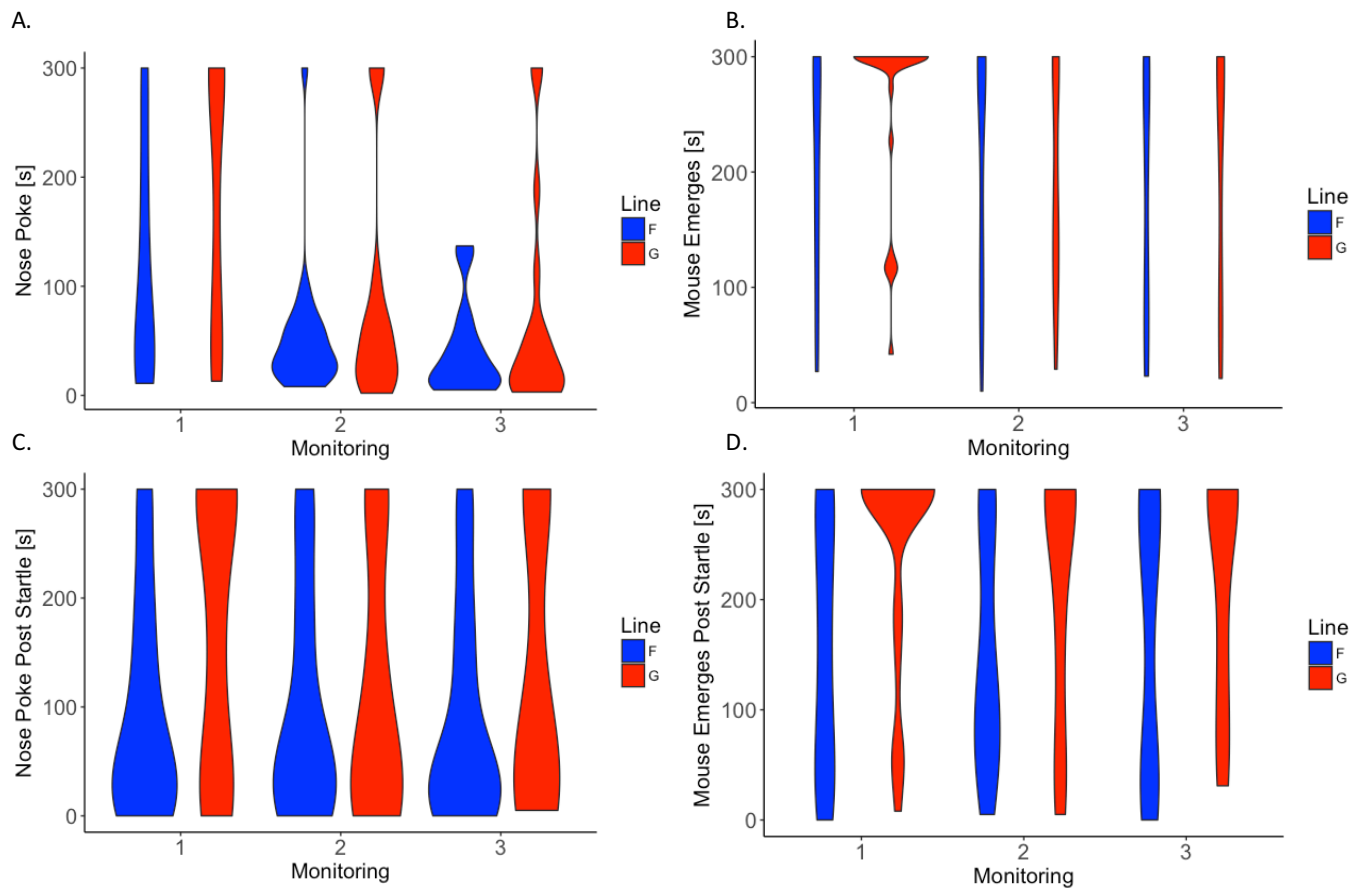 A.
Nose Poke [s]
300
200
100
0
1 2 3
Monitoring
Line
F
G
B.
Mouse Emerges [s]
300
200
100
0
1 2 3
Monitoring
Line
F
G
C.
Nose Poke Post Startle [s]
300
200
100
0
1 2 3
Monitoring
Line
F
G
D.
Mouse Emerges Post Startle [s]
300
200
100
0
1 2 3
Monitoring
Line
F
G